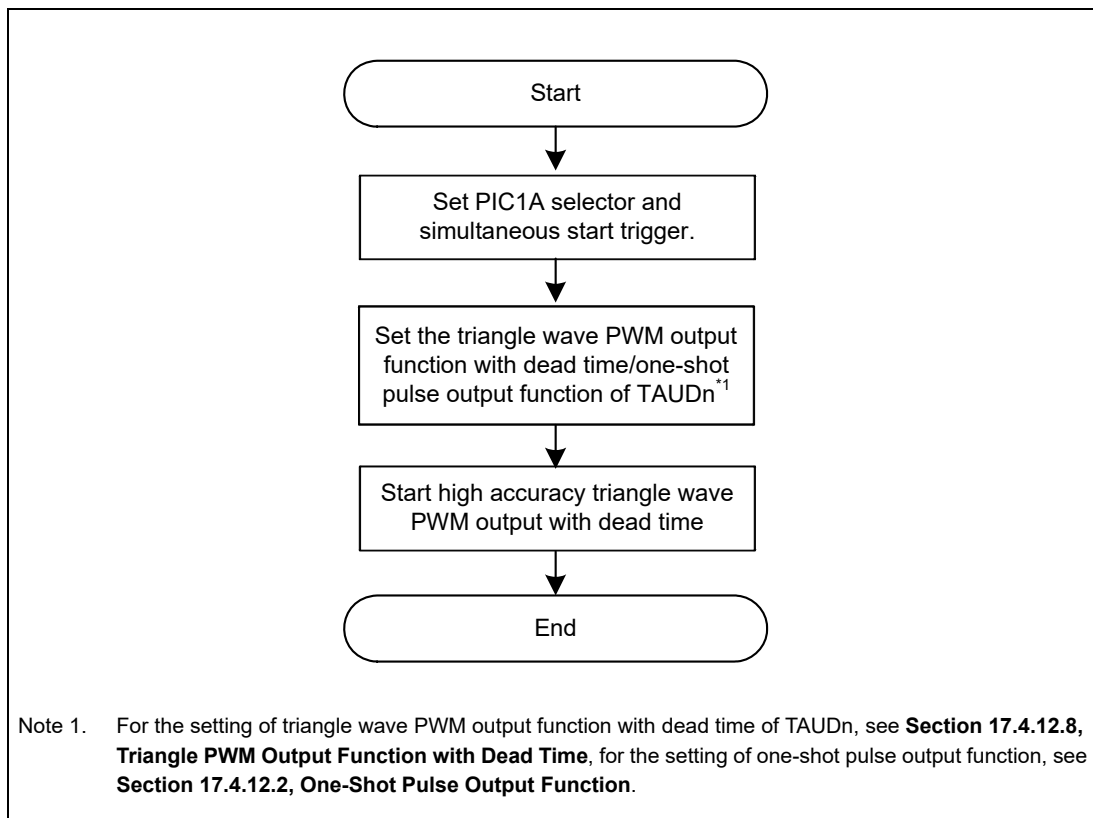 Start
Set PIC1A selector and
simultaneous start trigger.
Set the triangle wave PWM output
function with dead time/one-shot
pulse output function of TAUDn*1
Start high accuracy triangle wave
PWM output with dead time
End
Note 1. For the setting of triangle wave PWM output function with dead time of TAUDn, see Section 17.4.12.8,
Triangle PWM Output Function with Dead Time, for the setting of one-shot pulse output function, see
Section 17.4.12.2, One-Shot Pulse Output Function.